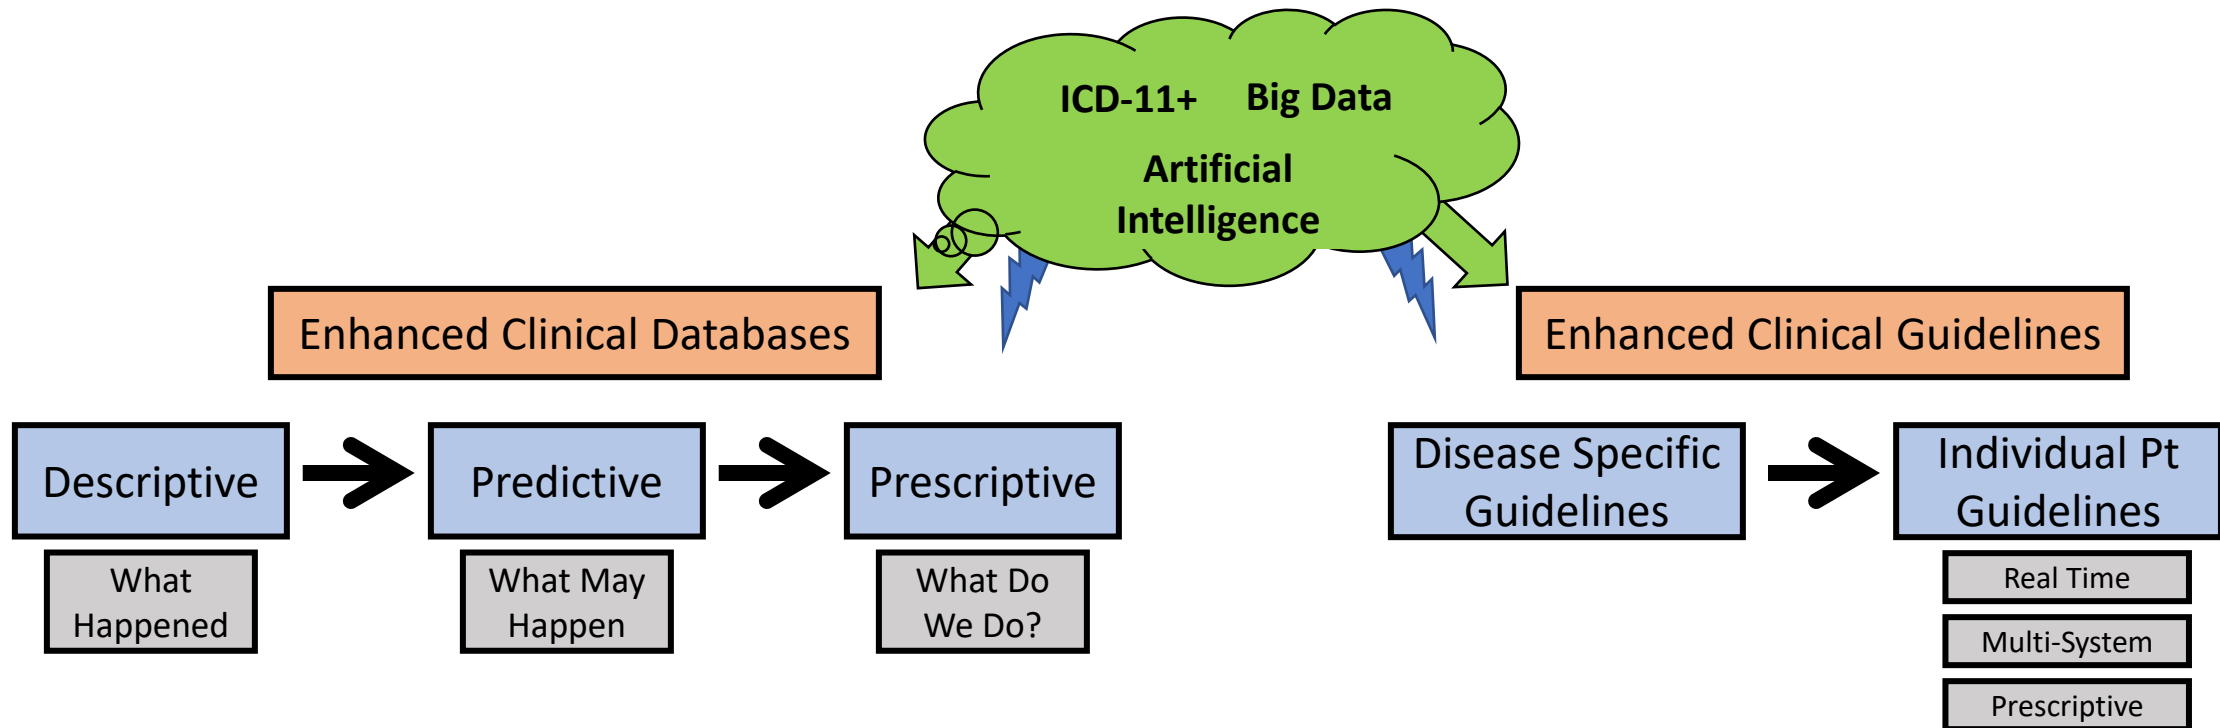 ICD-11+ Big Data
Artificial
Intelligence
Enhanced Clinical Databases
Enhanced Clinical Guidelines
Descriptive
Predictive
Prescriptive
Disease Specific
Guidelines
Individual Pt
Guidelines
What
Happened
What May
Happen
What Do
We Do?
Real Time
Multi-System
Prescriptive